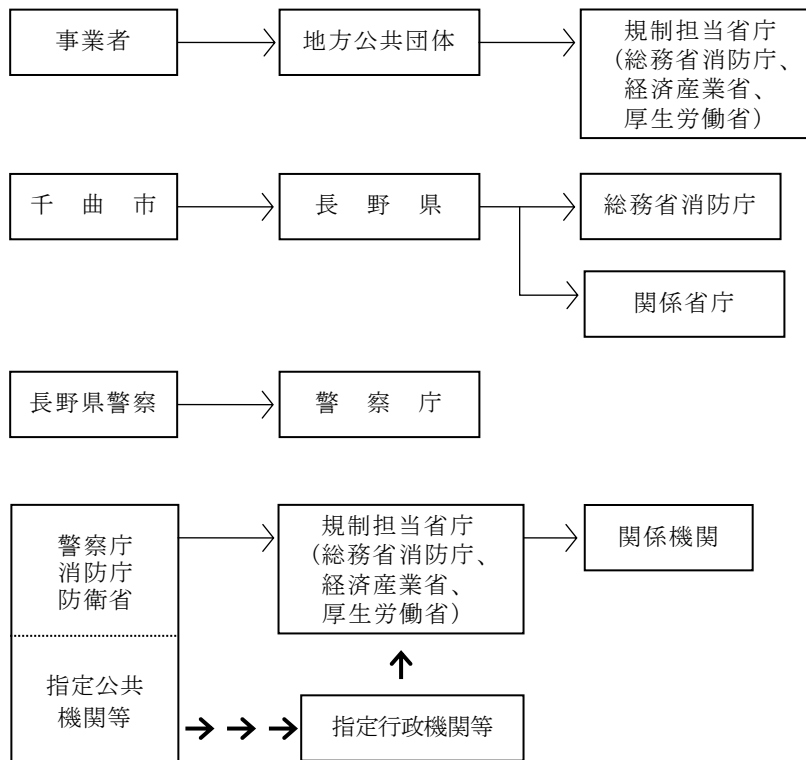 事業者
地方公共団体
規制担当省庁
(総務省消防庁、
経済産業省、
厚生労働省)
千曲市
長野県
総務省消防庁
関係省庁
長野県警察
警察庁
警察庁
消防庁
防衛省
規制担当省庁
(総務省消防庁、
経済産業省、
厚生労働省)
関係機関
指定公共
機関等
指定行政機関等